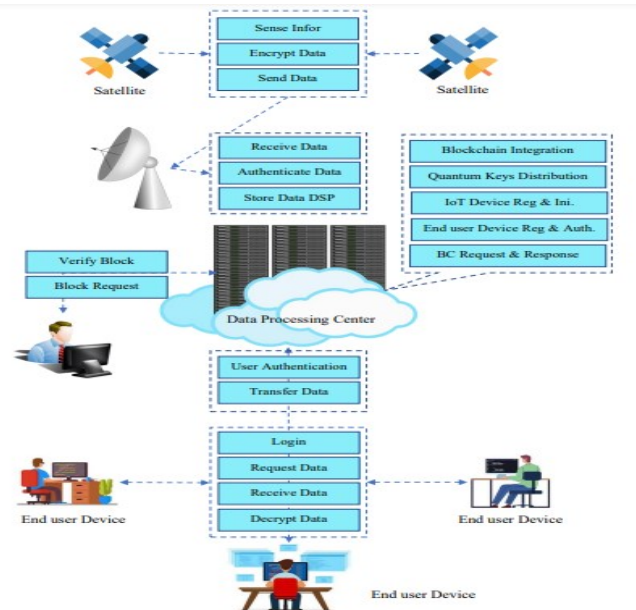 Sense Infor
Encrypt Data
Send Data
Satellite
Satellite
Receive Data
Authenticate Data
Store Data DSP
Blockchain Integration
Quantum Keys Distribution
IoT Device Reg & Ini.
End user Device Reg & Auth.
BC Request & Response
Verify Block
Block Request
Data Processing Center
User Authentication
Transfer Data
Login
Request Data
Receive Data
Decrypt Data
End user Device
End user Device
End user Device